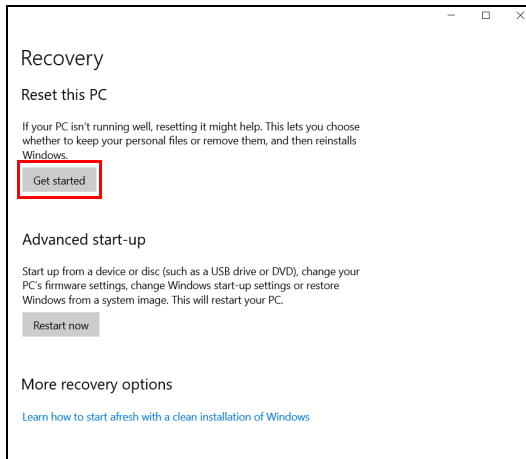 Recovery
Reset this PC
If your PC isn't running well, resetting it might help. This lets you choose
whether to keep your personal files or remove them, and then reinstalls
Windows.
Get started
Advanced start-up
Start up from a device or disc (such as a USB drive or DVD), change your
PC's firmware settings, change Windows start-up settings or restore
Windows from a system image. This will restart your PC.
Restart now
More recovery options
Learn how to start afresh with a clean installation of Windows